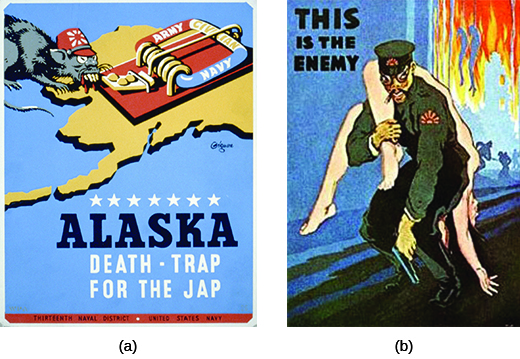 ARMY
NAVY
ALASKA
DEATH-TRAP
FOR THE JAP
THIRTEENTH NAVAL DISTRICT • UNITED STATES NAVY
(a)
THIS
IS THE
ENEMY
(b)